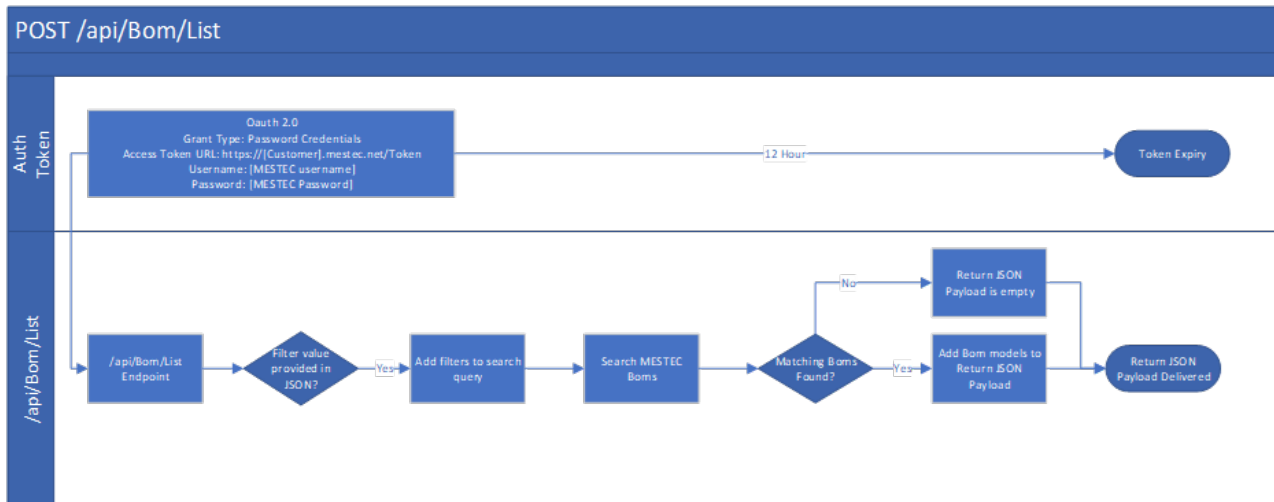 POST /api/Bom/List
Auth
Token
Oauth 2.0
Grant Type: Password Credentials
Access Token URL: https://[Customer].mestec.net/Token
Username: [MESTEC username]
Password: [MESTEC Password]
12 Hour
Token Expiry
/api/Bom/List
/api/Bom/List
Endpoint
Filter value
provided in
JSON?
Yes
Add filters to search
query
Search MESTEC
Boms
Matching Boms
Found?
No
Return JSON
Payload is empty
Yes
Add Bom models to
Return JSON
Payload
Return JSON
Payload Delivered